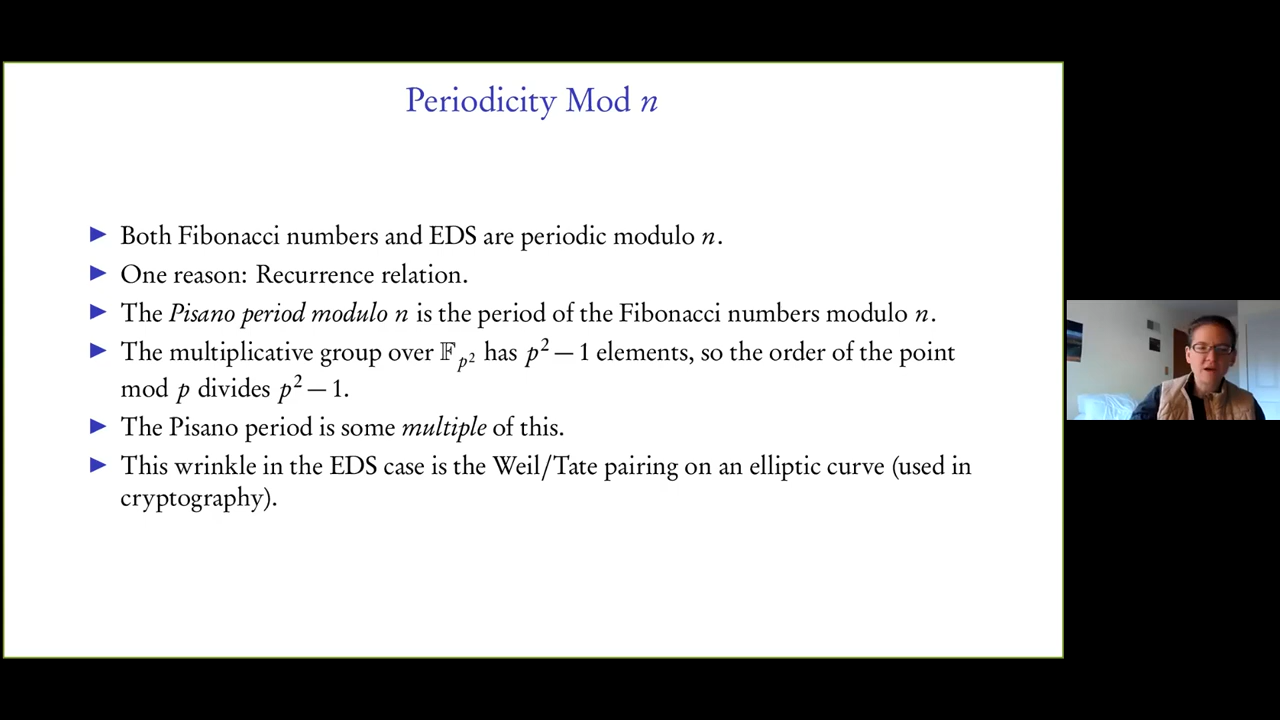 Periodicity Mod n
▶ Both Fibonacci numbers and EDS are periodic modulo n.
▶ One reason: Recurrence relation.
▶ The Pisano period modulo n is the period of the Fibonacci numbers modulo n.
▶ The multiplicative group over 𝔽_{p²} has p² − 1 elements, so the order of the point
mod p divides p² − 1.
▶ The Pisano period is some multiple of this.
▶ This wrinkle in the EDS case is the Weil/Tate pairing on an elliptic curve (used in
cryptography).